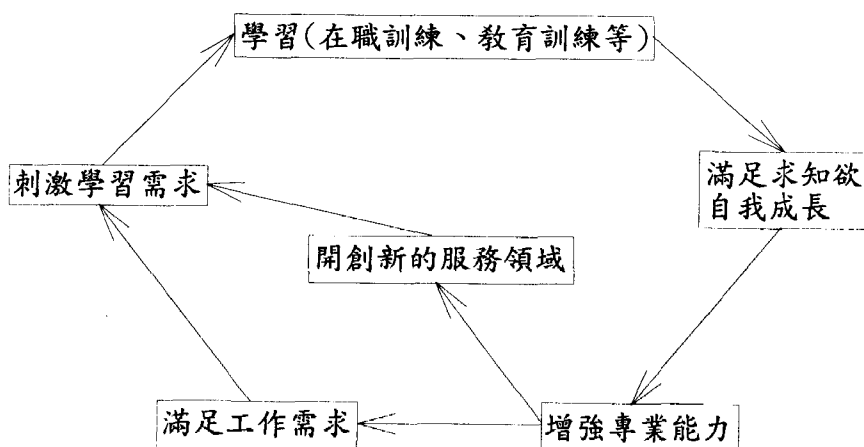 學習(在職訓練、教育訓練等)
刺激學習需求
滿足求知欲
自我成長
開創新的服務領域
滿足工作需求
增強專業能力